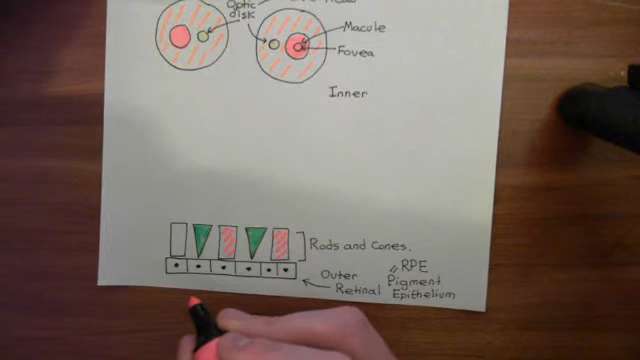 Optic
disk
Macule
Fovea
Inner
Rods and Cones.
Outer
Retinal
RPE
Pigment
Epithelium